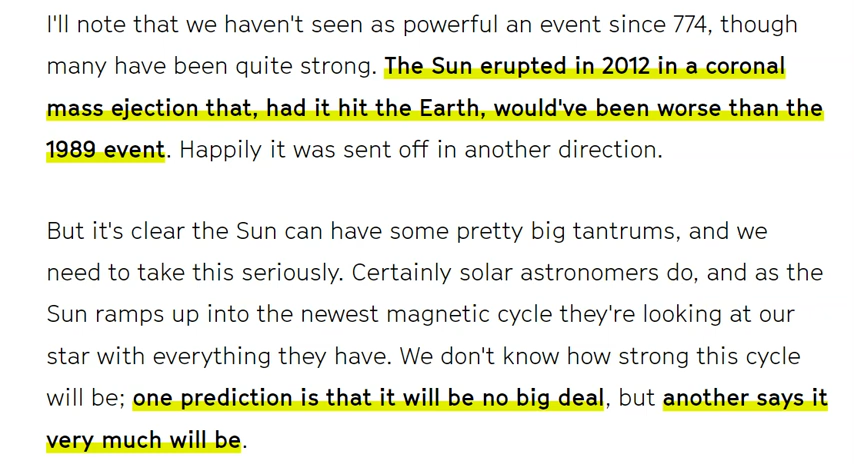 I'll note that we haven't seen as powerful an event since 774, though
many have been quite strong. The Sun erupted in 2012 in a coronal
mass ejection that, had it hit the Earth, would've been worse than the
1989 event. Happily it was sent off in another direction.
But it's clear the Sun can have some pretty big tantrums, and we
need to take this seriously. Certainly solar astronomers do, and as the
Sun ramps up into the newest magnetic cycle they're looking at our
star with everything they have. We don't know how strong this cycle
will be; one prediction is that it will be no big deal, but another says it
very much will be.